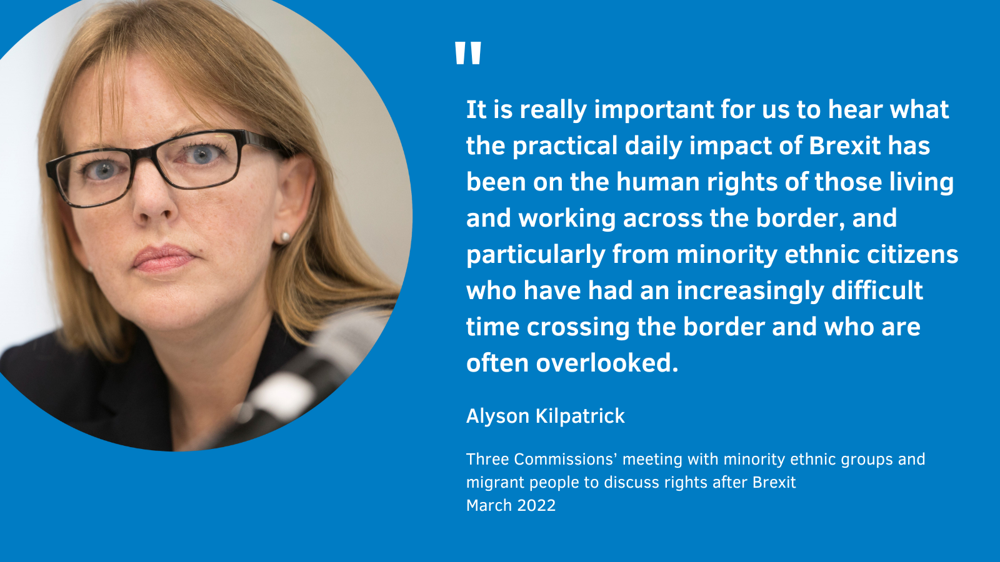 "
It is really important for us to hear what
the practical daily impact of Brexit has
been on the human rights of those living
and working across the border, and
particularly from minority ethnic citizens
who have had an increasingly difficult
time crossing the border and who are
often overlooked.
Alyson Kilpatrick
Three Commissions’ meeting with minority ethnic groups and
migrant people to discuss rights after Brexit
March 2022